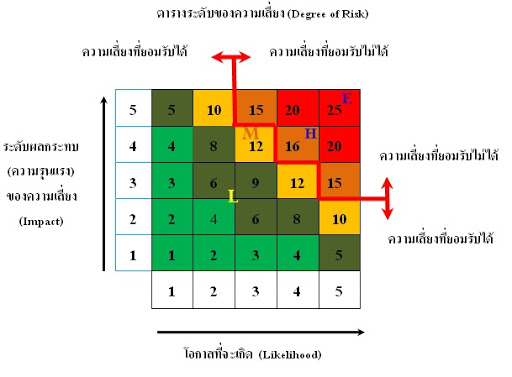 ตารางระดับของความเสี่ยง (Degree of Risk)
ความเสี่ยงที่ยอมรับได้ ความเสี่ยงที่ยอมรับไม่ได้
5 5 10 15 20 25 E
ระดับผลกระทบ
(ความรุนแรง)
ของความเสี่ยง
(Impact)
4 4 8 M 12 16 H 20
ความเสี่ยงที่ยอมรับไม่ได้
3 3 6 9 12 15
L
2 2 4 6 8 10
ความเสี่ยงที่ยอมรับได้
1 1 2 3 4 5
1 2 3 4 5
โอกาสที่จะเกิด (Likelihood)